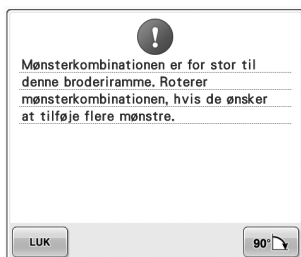 Mønsterkombinationen er for stor til
denne broderiramme. Roterer
mønsterkombinationen, hvis de ønsker
at tilføje flere mønstre.
LUK
90°